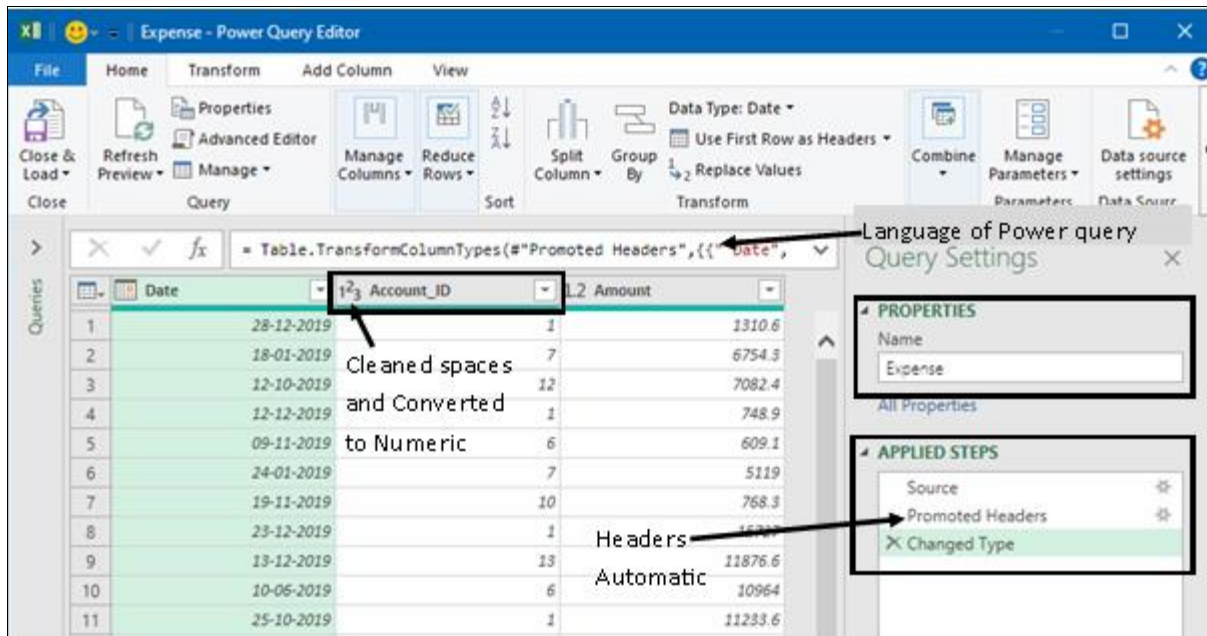 Expense - Power Query Editor
File Home Transform Add Column View
Close & Load
Close
Refresh Preview
Properties
Advanced Editor
Manage
Query
Manage Columns
Reduce Rows
Sort
Split Column
Group By
Data Type: Date
Use First Row as Headers
Replace Values
Transform
Combine
Manage Parameters
Parameters
Data source settings
Data Sourc
fx = Table.TransformColumnTypes(#"Promoted Headers",{{"Date",
Language of Power query
Queries
Date 1²3 Account_ID 1.2 Amount
1 28-12-2019 1 1310.6
2 18-01-2019 7 6754.3
3 12-10-2019 12 7082.4
4 12-12-2019 1 748.9
5 09-11-2019 6 609.1
6 24-01-2019 7 5119
7 19-11-2019 10 768.3
8 23-12-2019 1
9 13-12-2019 13 11876.6
10 10-06-2019 6 10964
11 25-10-2019 1 11233.6
Cleaned spaces
and Converted
to Numeric
Headers
Automatic
Query Settings
PROPERTIES
Name
Expense
All Properties
APPLIED STEPS
Source
Promoted Headers
Changed Type